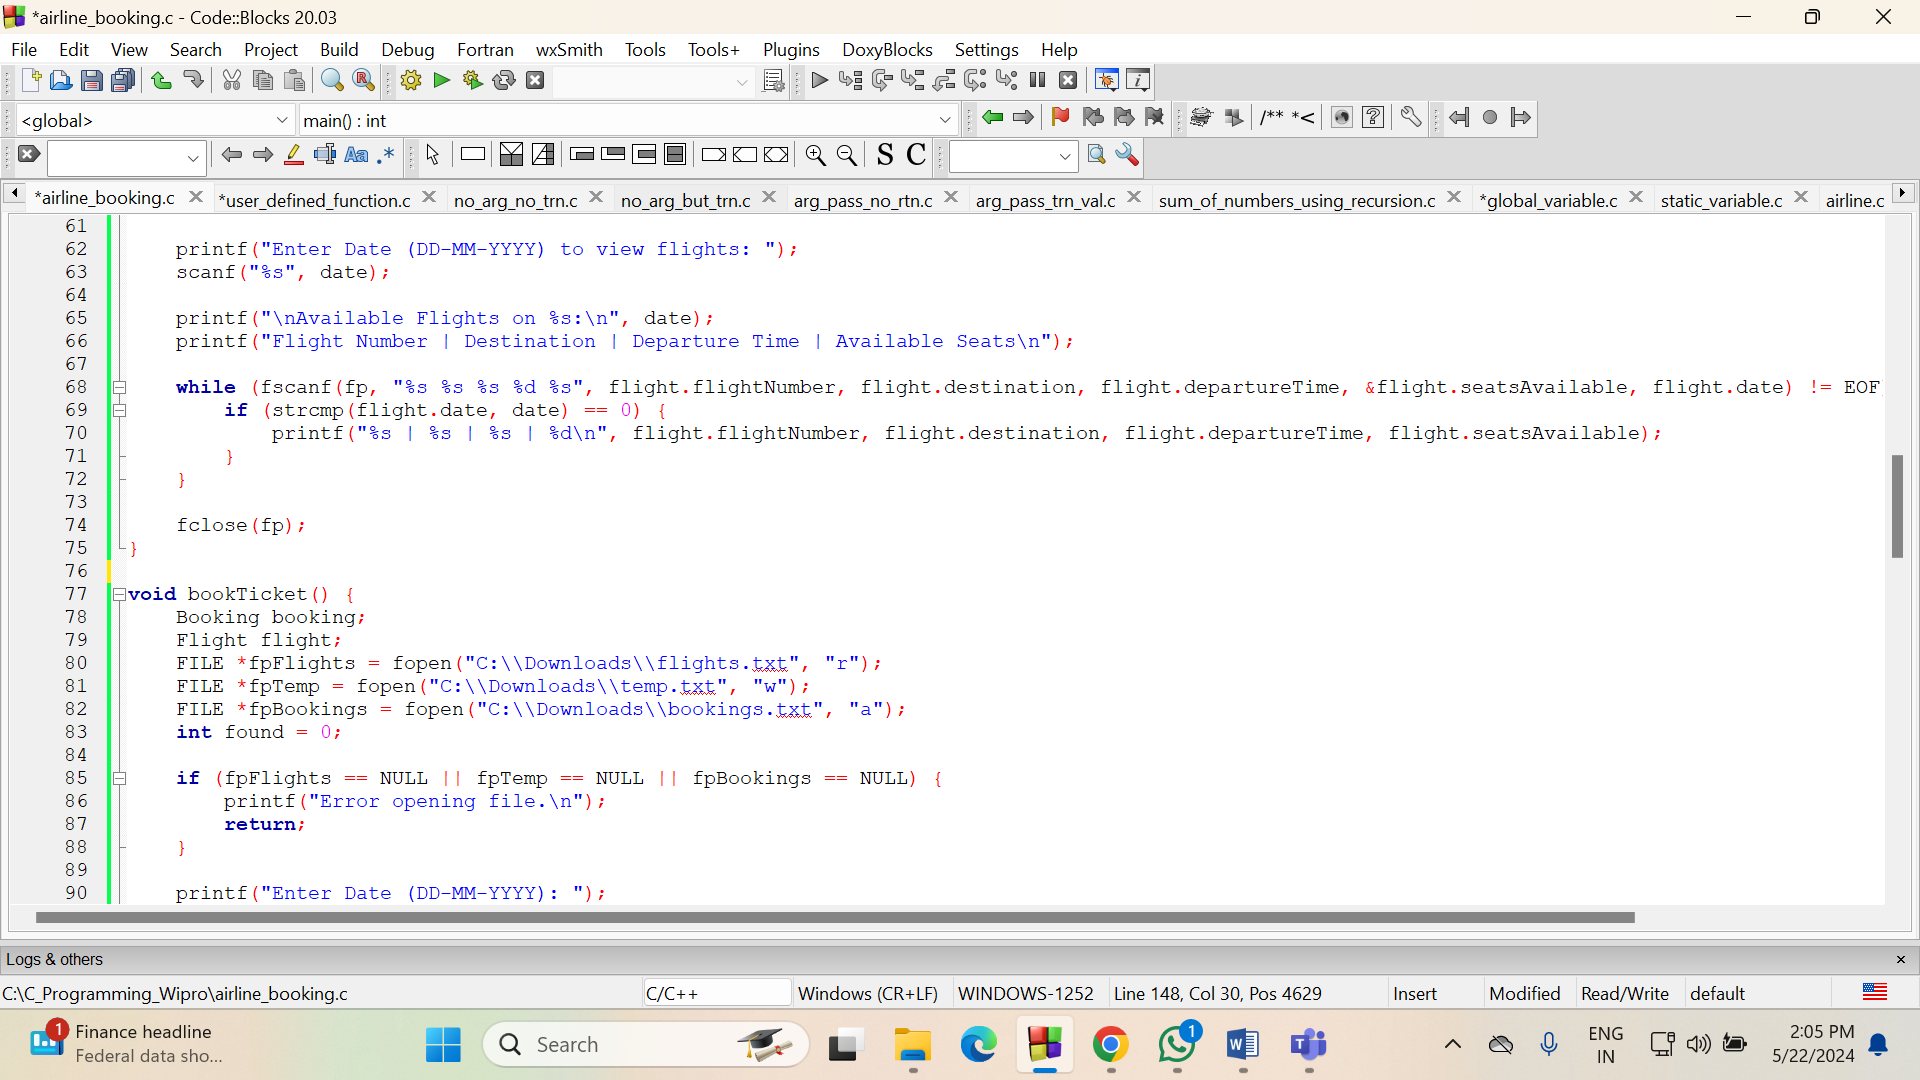 *airline_booking.c - Code::Blocks 20.03
File Edit View Search Project Build Debug Fortran wxSmith Tools Tools+ Plugins DoxyBlocks Settings Help
<global> main() : int
/** *<
Aa .* S C
*airline_booking.c *user_defined_function.c no_arg_no_trn.c no_arg_but_trn.c arg_pass_no_rtn.c arg_pass_trn_val.c sum_of_numbers_using_recursion.c *global_variable.c static_variable.c airline.c
61
62 printf("Enter Date (DD-MM-YYYY) to view flights: ");
63 scanf("%s", date);
64
65 printf("\nAvailable Flights on %s:\n", date);
66 printf("Flight Number | Destination | Departure Time | Available Seats\n");
67
68 while (fscanf(fp, "%s %s %s %d %s", flight.flightNumber, flight.destination, flight.departureTime, &flight.seatsAvailable, flight.date) != EOF
69 if (strcmp(flight.date, date) == 0) {
70 printf("%s | %s | %s | %d\n", flight.flightNumber, flight.destination, flight.departureTime, flight.seatsAvailable);
71 }
72 }
73
74 fclose(fp);
75 }
76
77 void bookTicket() {
78 Booking booking;
79 Flight flight;
80 FILE *fpFlights = fopen("C:\\Downloads\\flights.txt", "r");
81 FILE *fpTemp = fopen("C:\\Downloads\\temp.txt", "w");
82 FILE *fpBookings = fopen("C:\\Downloads\\bookings.txt", "a");
83 int found = 0;
84
85 if (fpFlights == NULL || fpTemp == NULL || fpBookings == NULL) {
86 printf("Error opening file.\n");
87 return;
88 }
89
90 printf("Enter Date (DD-MM-YYYY): ");
Logs & others
C:\C_Programming_Wipro\airline_booking.c C/C++ Windows (CR+LF) WINDOWS-1252 Line 148, Col 30, Pos 4629 Insert Modified Read/Write default
1 Finance headline
Federal data sho...
Search
1
ENG
IN
2:05 PM
5/22/2024